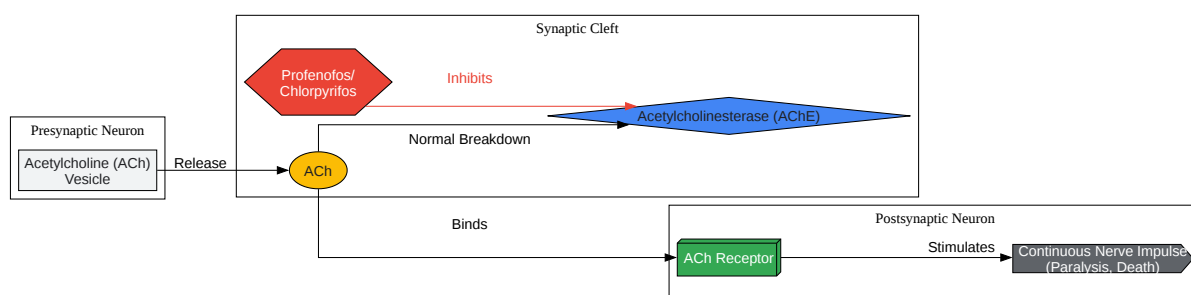 Synaptic Cleft
Profenofos/
Chlorpyrifos
Inhibits
Acetylcholinesterase (AChE)
Presynaptic Neuron
Acetylcholine (ACh)
Vesicle
Release
ACh
Normal Breakdown
Binds
Postsynaptic Neuron
ACh Receptor
Stimulates
Continuous Nerve Impulse
(Paralysis, Death)